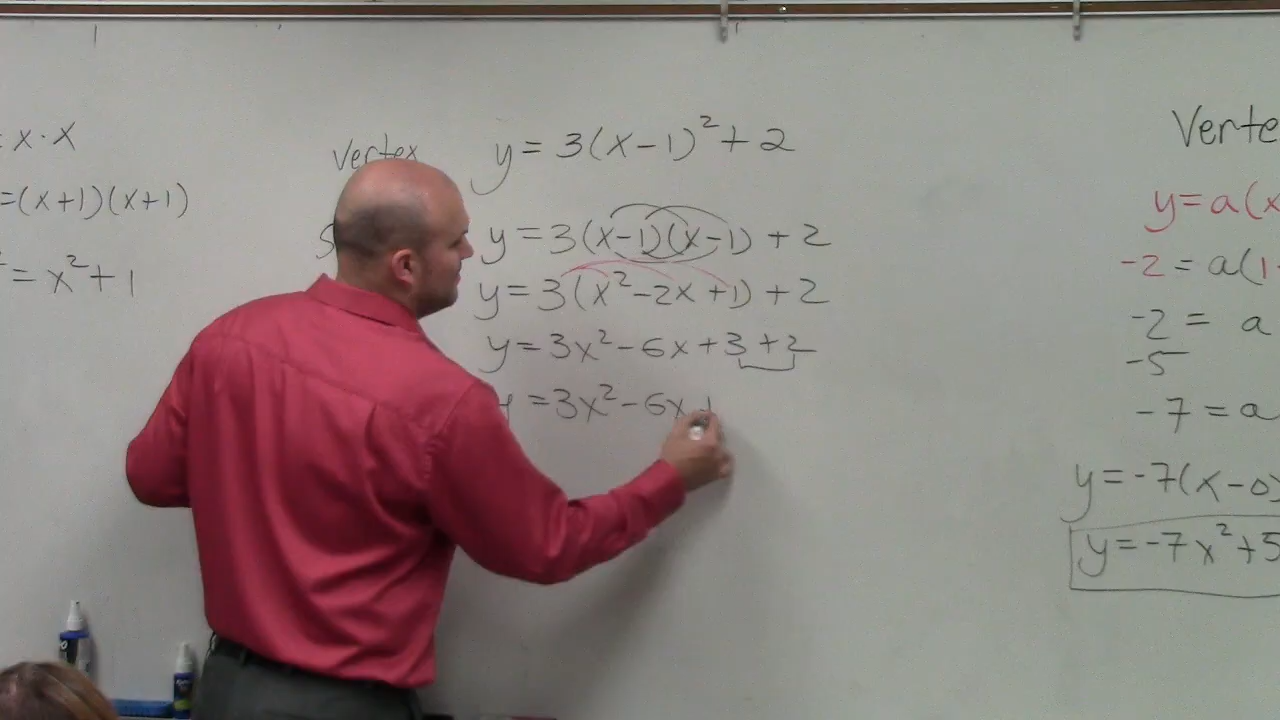 = x · x
=(x+1)(x+1)
² = x² + 1
Vertex
S
y = 3(x-1)² + 2
y = 3(x-1)(x-1) + 2
y = 3(x² - 2x + 1) + 2
y = 3x² - 6x + 3 + 2
= 3x² - 6x +
Verte
y = a(x
-2 = a(1-
-2 = a
-5
-7 = a
y = -7(x-0)
y = -7x² + 5